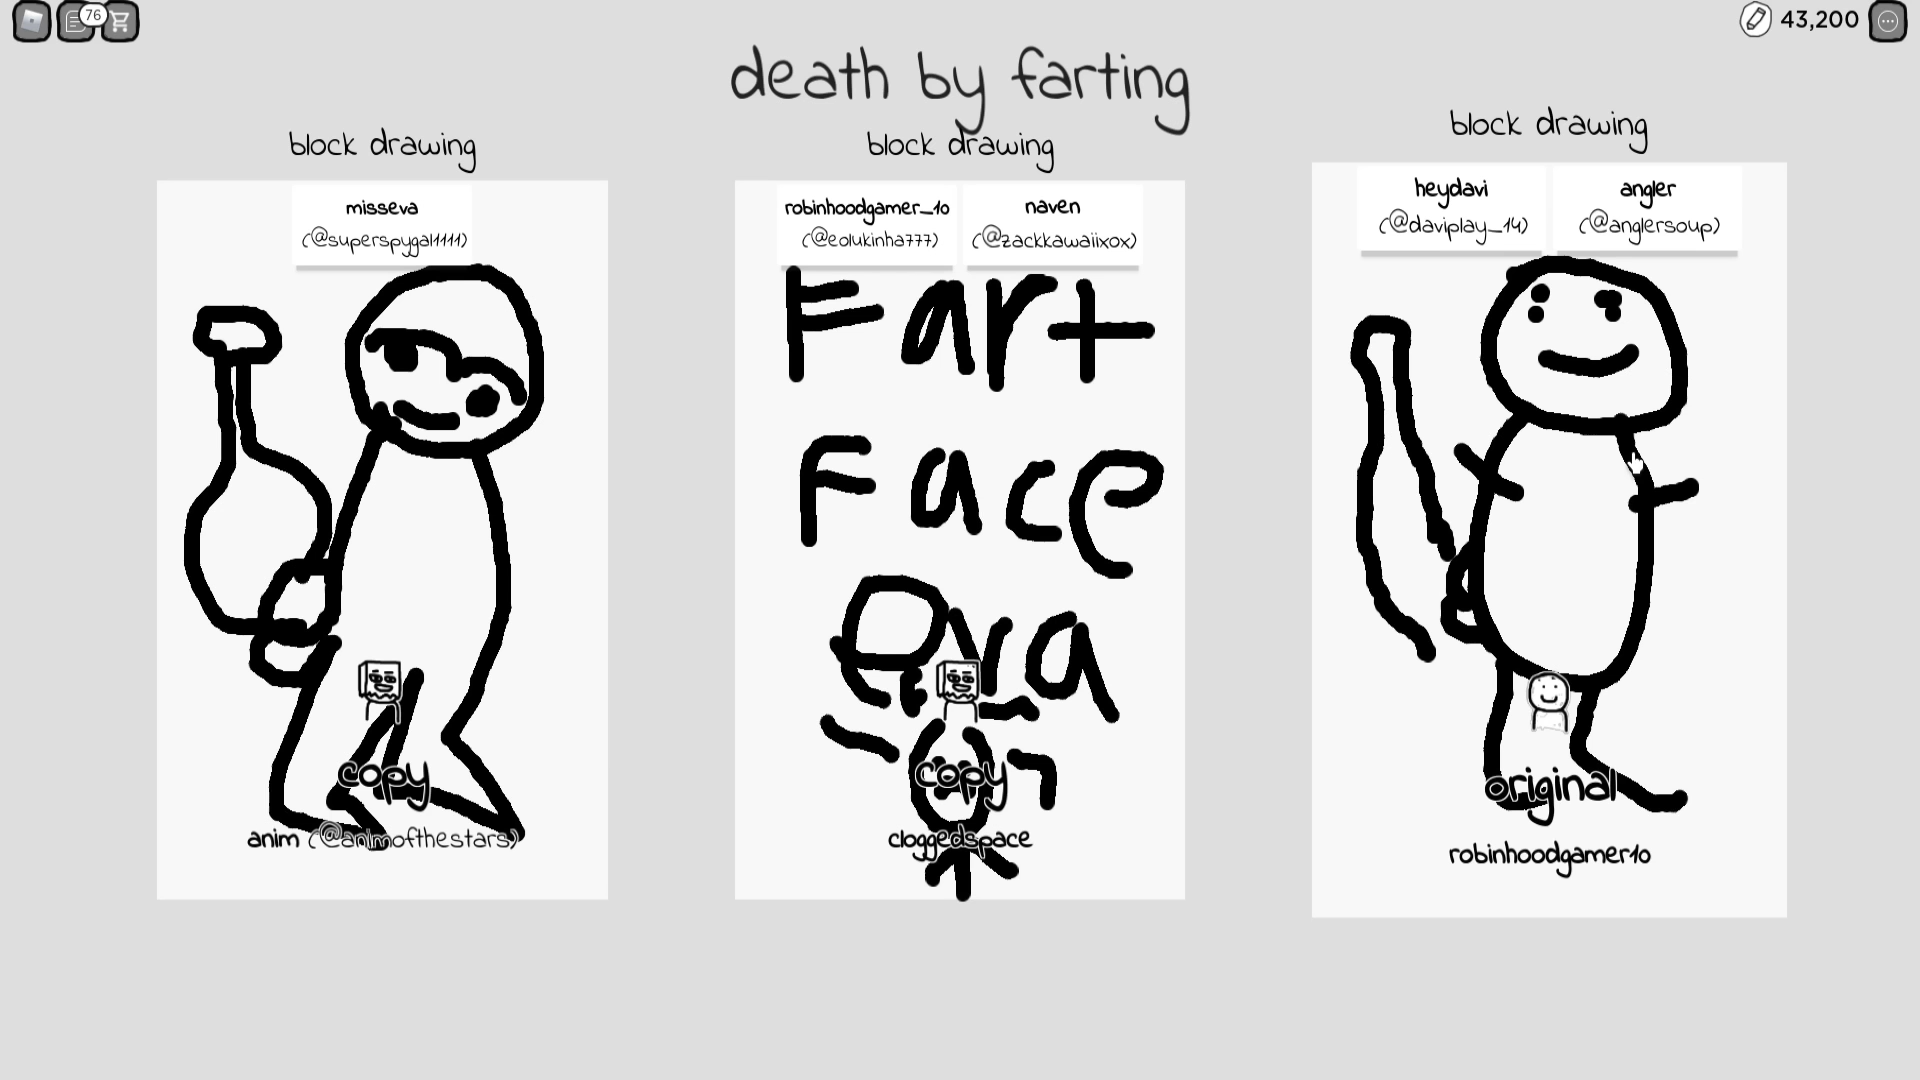 76
43,200
death by farting
block drawing
misseva
(@superspygal1111)
copy
anim (@animofthestars)
block drawing
robinhoodgamer_10
(@eolukinha777)
naven
(@zackkawaiixox)
Fart
Face
eva
copy
cloggedspace
block drawing
heydavi
(@daviplay_14)
angler
(@anglersoup)
original
robinhoodgamer10